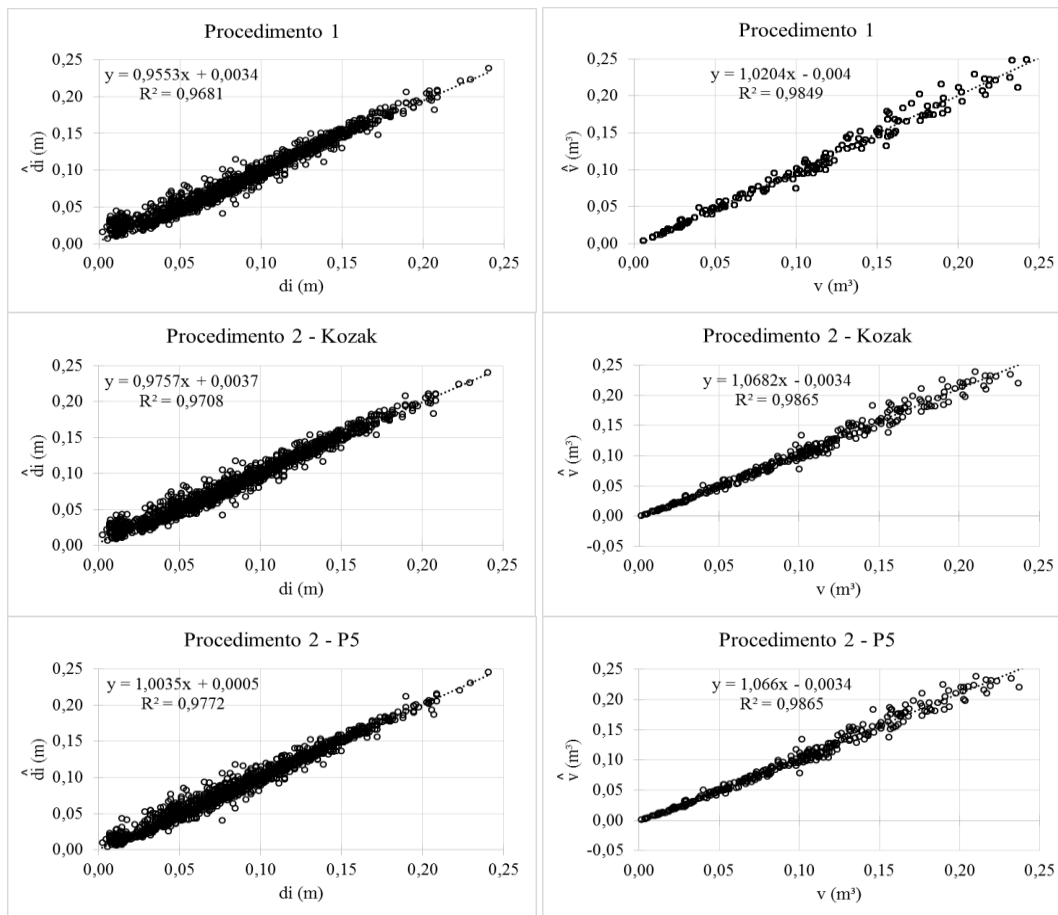 Procedimento 1
y = 0,9553x + 0,0034
R² = 0,9681
0,25
0,20
0,15
0,10
0,05
0,00
d̂i (m)
0,00 0,05 0,10 0,15 0,20 0,25
di (m)
Procedimento 1
y = 1,0204x - 0,004
R² = 0,9849
0,25
0,20
0,15
0,10
0,05
0,00
v̂ (m³)
0,00 0,05 0,10 0,15 0,20 0,25
v (m³)
Procedimento 2 - Kozak
y = 0,9757x + 0,0037
R² = 0,9708
0,25
0,20
0,15
0,10
0,05
0,00
d̂i (m)
0,00 0,05 0,10 0,15 0,20 0,25
di (m)
Procedimento 2 - Kozak
y = 1,0682x - 0,0034
R² = 0,9865
0,25
0,20
0,15
0,10
0,05
0,00
-0,05
v̂ (m³)
0,00 0,05 0,10 0,15 0,20 0,25
v (m³)
Procedimento 2 - P5
y = 1,0035x + 0,0005
R² = 0,9772
0,25
0,20
0,15
0,10
0,05
0,00
d̂i (m)
0,00 0,05 0,10 0,15 0,20 0,25
di (m)
Procedimento 2 - P5
y = 1,066x - 0,0034
R² = 0,9865
0,25
0,20
0,15
0,10
0,05
0,00
-0,05
v̂ (m³)
0,00 0,05 0,10 0,15 0,20 0,25
v (m³)